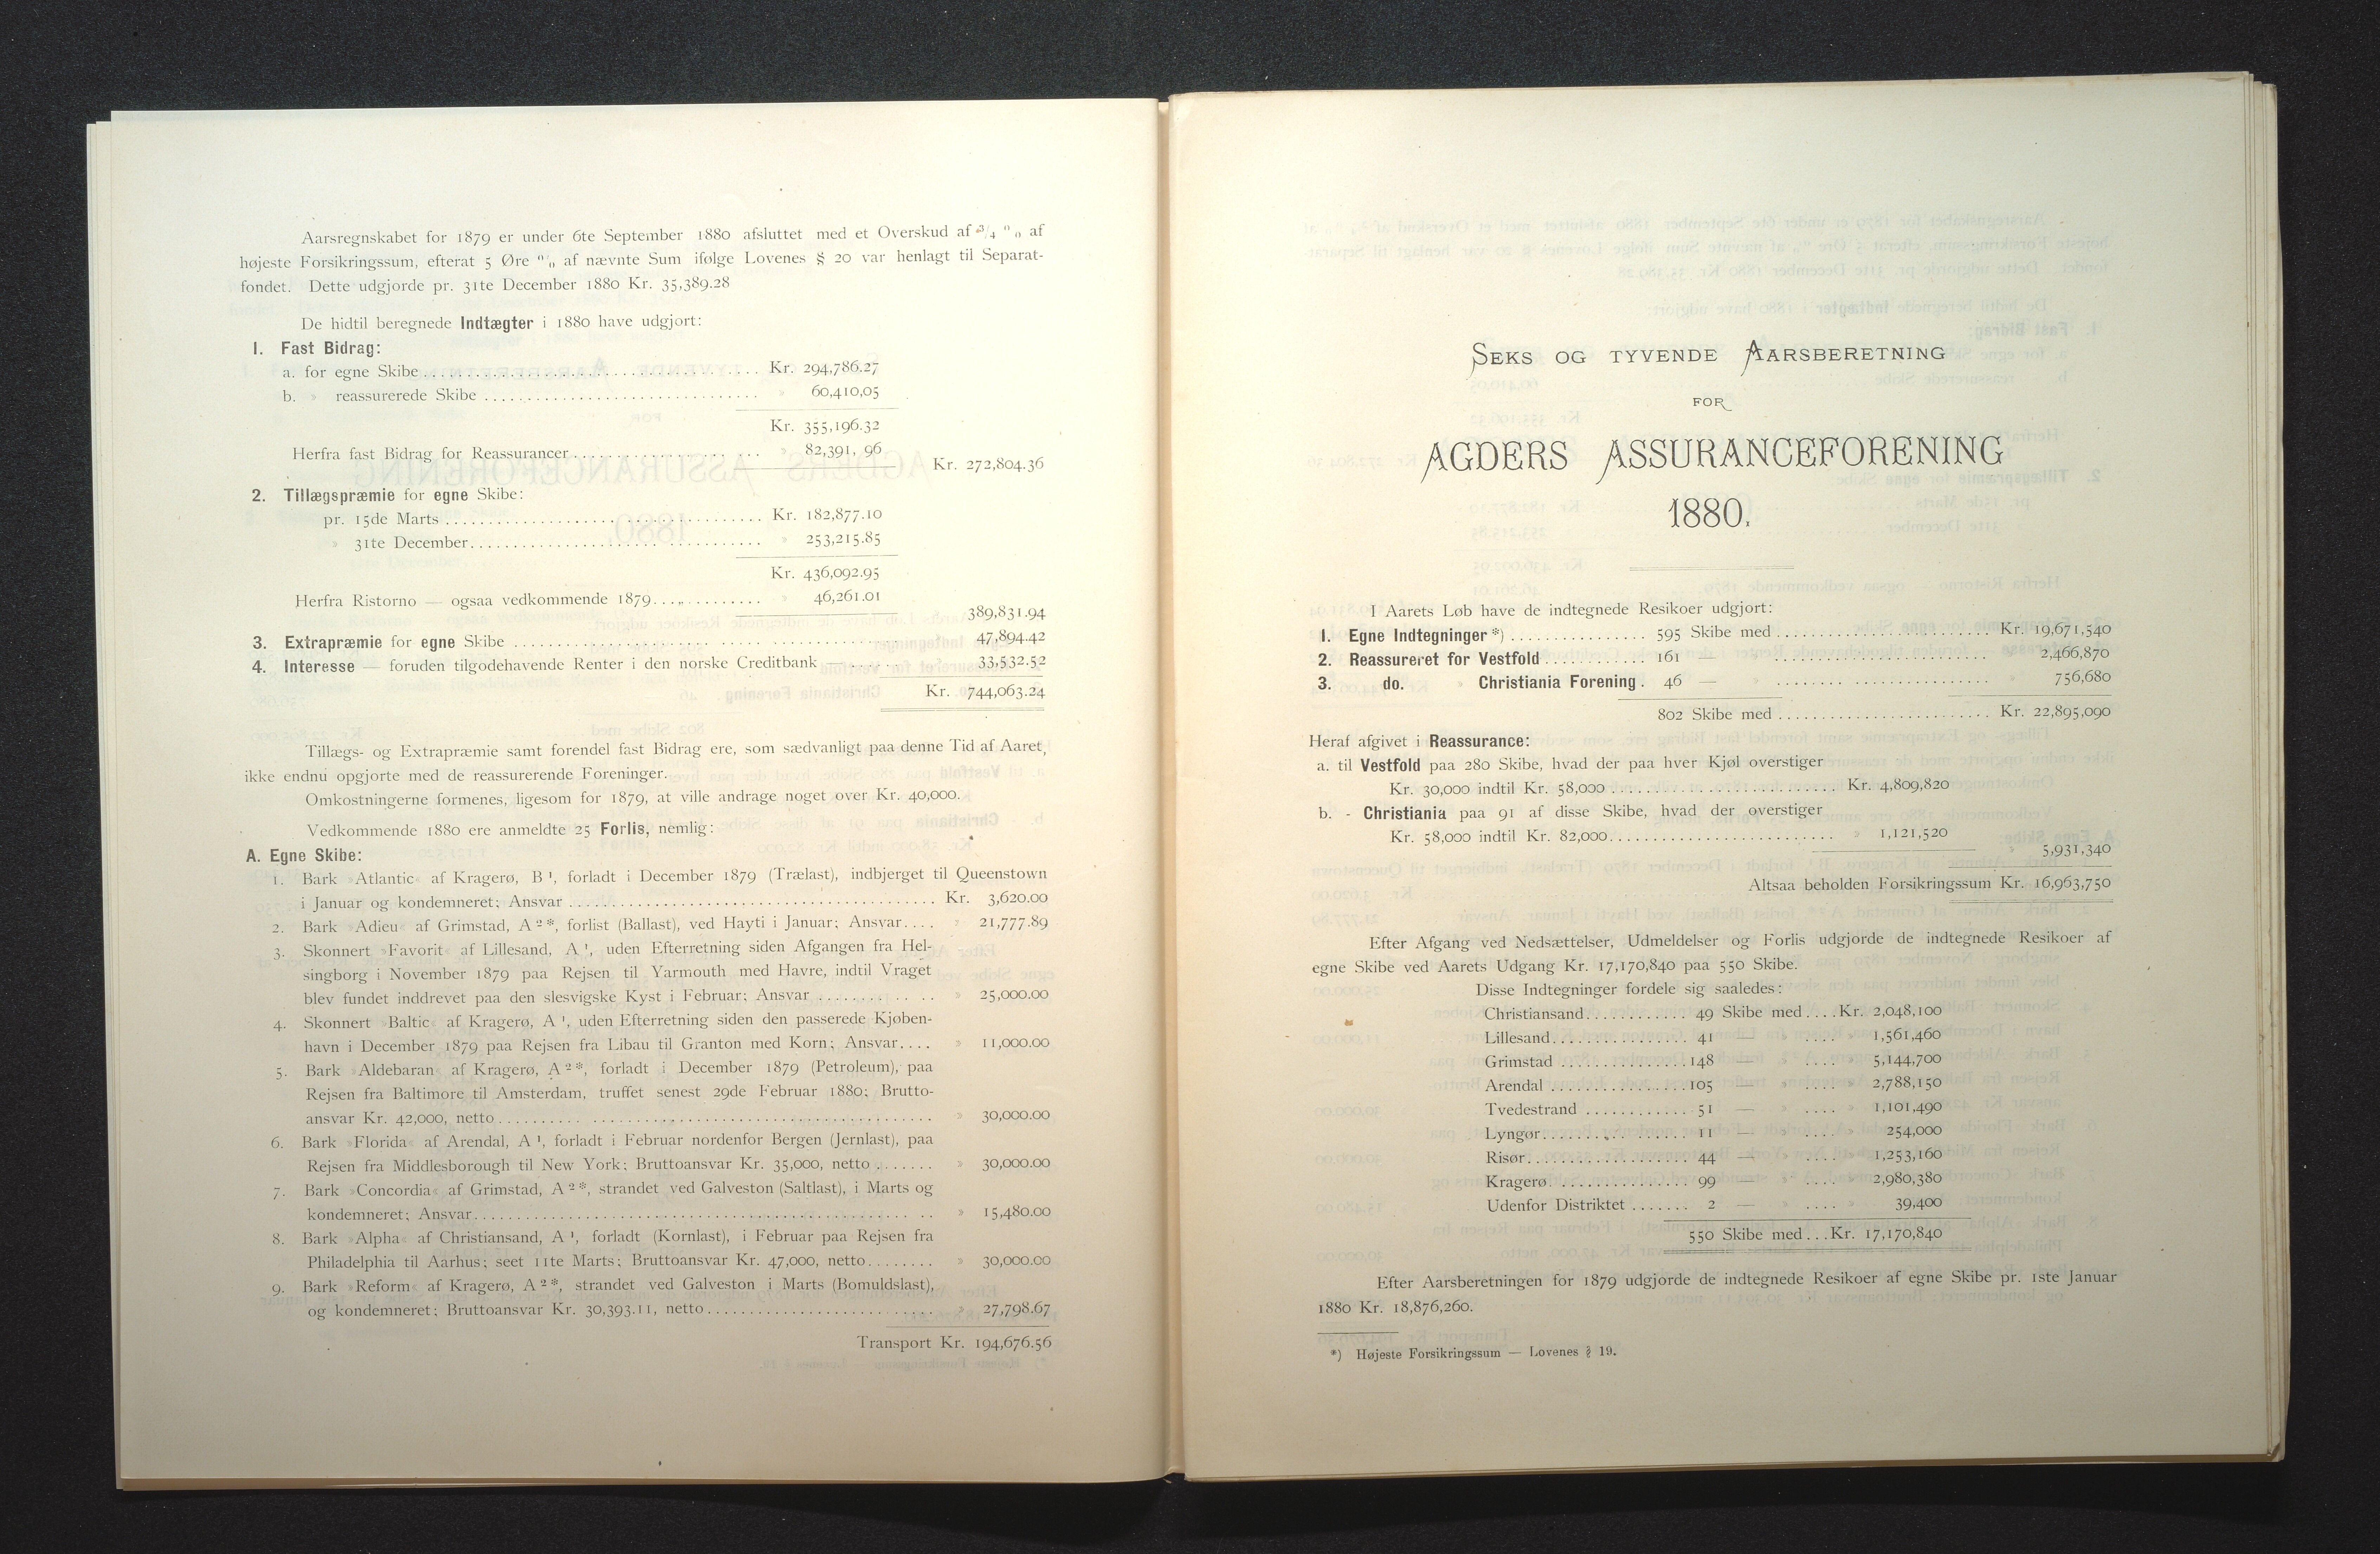 Aarsregnskabet for 1879 er under 6te September 1880 afsluttet med et Overskud af 3/4 % af
højeste Forsikringssum, efterat 5 Øre % af nævnte Sum ifølge Lovenes § 20 var henlagt til Separat-
fondet. Dette udgjorde pr. 31te December 1880 Kr. 35,389.28
De hidtil beregnede Indtægter i 1880 have udgjort:
1. Fast Bidrag:
a. for egne Skibe . . . . Kr. 294,786.27
b. » reassurerede Skibe . . . . » 60,410,05
Kr. 355,196.32
Herfra fast Bidrag for Reassurancer . . . . » 82,391, 96
Kr. 272,804.36
2. Tillægspræmie for egne Skibe:
pr. 15de Marts . . . . Kr. 182,877.10
» 31te December . . . . » 253,215.85
Kr. 436,092.95
Herfra Ristorno — ogsaa vedkommende 1879 . . . . » 46,261.01
389,831.94
3. Extrapræmie for egne Skibe . . . . 47,894.42
4. Interesse — foruden tilgodehavende Renter i den norske Creditbank . . . . 33,532.52
Kr. 744,063.24
Tillægs- og Extrapræmie samt forendel fast Bidrag ere, som sædvanligt paa denne Tid af Aaret,
ikke endnu opgjorte med de reassurerende Foreninger.
Omkostningerne formenes, ligesom for 1879, at ville andrage noget over Kr. 40,000.
Vedkommende 1880 ere anmeldte 25 Forlis, nemlig:
A. Egne Skibe:
1. Bark »Atlantic« af Kragerø, B 1, forladt i December 1879 (Trælast), indbjerget til Queenstown
i Januar og kondemneret; Ansvar . . . . Kr. 3,620.00
2. Bark »Adieu« af Grimstad, A 2 *, forlist (Ballast), ved Hayti i Januar; Ansvar . . . . » 21,777.89
3. Skonnert »Favorit« af Lillesand, A 1, uden Efterretning siden Afgangen fra Hel-
singborg i November 1879 paa Rejsen til Yarmouth med Havre, indtil Vraget
blev fundet inddrevet paa den slesvigske Kyst i Februar; Ansvar . . . . » 25,000.00
4. Skonnert »Baltic« af Kragerø, A 1, uden Efterretning siden den passerede Kjøben-
havn i December 1879 paa Rejsen fra Libau til Granton med Korn; Ansvar . . . . » 11,000.00
5. Bark »Aldebaran« af Kragerø, A 2 *, forladt i December 1879 (Petroleum), paa
Rejsen fra Baltimore til Amsterdam, truffet senest 29de Februar 1880; Brutto-
ansvar Kr. 42,000, netto . . . . » 30,000.00
6. Bark »Florida« af Arendal, A 1, forladt i Februar nordenfor Bergen (Jernlast), paa
Rejsen fra Middlesborough til New York; Bruttoansvar Kr. 35,000, netto . . . . » 30,000.00
7. Bark »Concordia« af Grimstad, A 2 *, strandet ved Galveston (Saltlast), i Marts og
kondemneret; Ansvar . . . . » 15,480.00
8. Bark »Alpha« af Christiansand, A 1, forladt (Kornlast), i Februar paa Rejsen fra
Philadelphia til Aarhus; seet 11te Marts; Bruttoansvar Kr. 47,000, netto . . . . » 30,000.00
9. Bark »Reform« af Kragerø, A 2 *, strandet ved Galveston i Marts (Bomuldslast),
og kondemneret; Bruttoansvar Kr. 30,393.11, netto . . . . » 27,798.67
Transport Kr. 194,676.56
SEKS OG TYVENDE AARSBERETNING
FOR
AGDERS ASSURANCEFORENING
1880.
I Aarets Løb have de indtegnede Resikoer udgjort:
1. Egne Indtegninger *) . . . . 595 Skibe med . . . . Kr. 19,671,540
2. Reassureret for Vestfold . . . . 161 — » . . . . » 2,466,870
3. do. » Christiania Forening . 46 — » . . . . » 756,680
802 Skibe med . . . . Kr. 22,895,090
Heraf afgivet i Reassurance:
a. til Vestfold paa 280 Skibe, hvad der paa hver Kjøl overstiger
Kr. 30,000 indtil Kr. 58,000 . . . . Kr. 4,809,820
b. - Christiania paa 91 af disse Skibe, hvad der overstiger
Kr. 58,000 indtil Kr. 82,000 . . . . » 1,121,520
» 5,931,340
Altsaa beholden Forsikringssum Kr. 16,963,750
Efter Afgang ved Nedsættelser, Udmeldelser og Forlis udgjorde de indtegnede Resikoer af
egne Skibe ved Aarets Udgang Kr. 17,170,840 paa 550 Skibe.
Disse Indtegninger fordele sig saaledes:
Christiansand . . . . 49 Skibe med . . . . Kr. 2,048,100
Lillesand . . . . 41 — » . . . . » 1,561,460
Grimstad . . . . 148 — » . . . . » 5,144,700
Arendal . . . . 105 — » . . . . » 2,788,150
Tvedestrand . . . . 51 — » . . . . » 1,101,490
Lyngør . . . . 11 — » . . . . » 254,000
Risør . . . . 44 — » . . . . » 1,253,160
Kragerø . . . . 99 — » . . . . » 2,980,380
Udenfor Distriktet . . . . 2 — » . . . . » 39,400
550 Skibe med . . . Kr. 17,170,840
Efter Aarsberetningen for 1879 udgjorde de indtegnede Resikoer af egne Skibe pr. 1ste Januar
1880 Kr. 18,876,260.
*) Højeste Forsikringssum — Lovenes § 19.